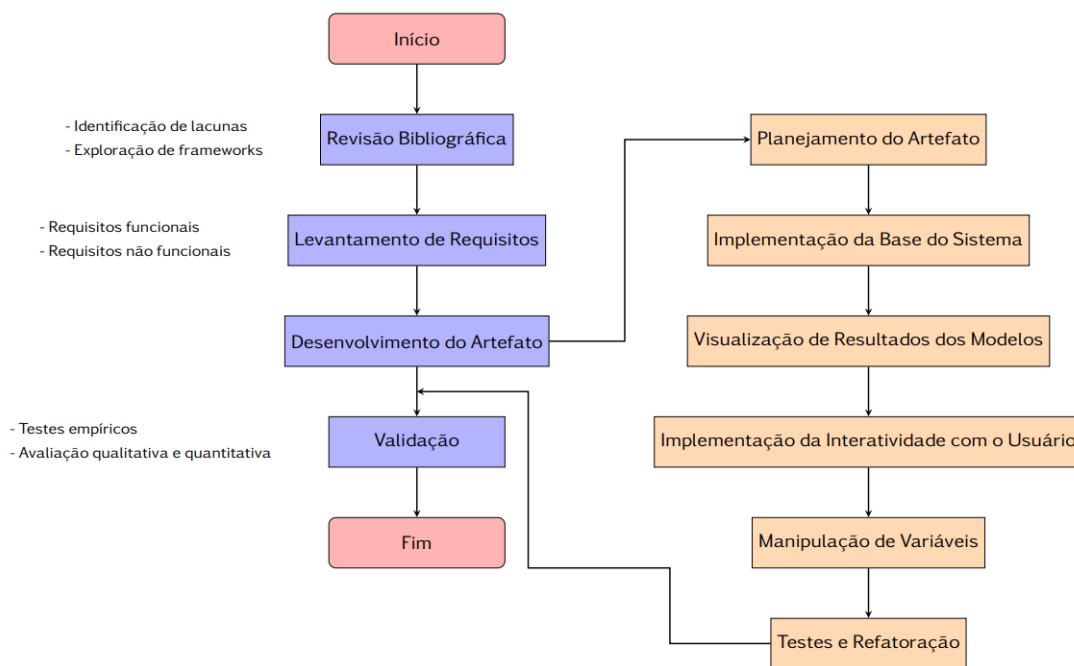 Início
- Identificação de lacunas
- Exploração de frameworks
Revisão Bibliográfica
- Requisitos funcionais
- Requisitos não funcionais
Levantamento de Requisitos
Desenvolvimento do Artefato
- Testes empíricos
- Avaliação qualitativa e quantitativa
Validação
Fim
Planejamento do Artefato
Implementação da Base do Sistema
Visualização de Resultados dos Modelos
Implementação da Interatividade com o Usuário
Manipulação de Variáveis
Testes e Refatoração